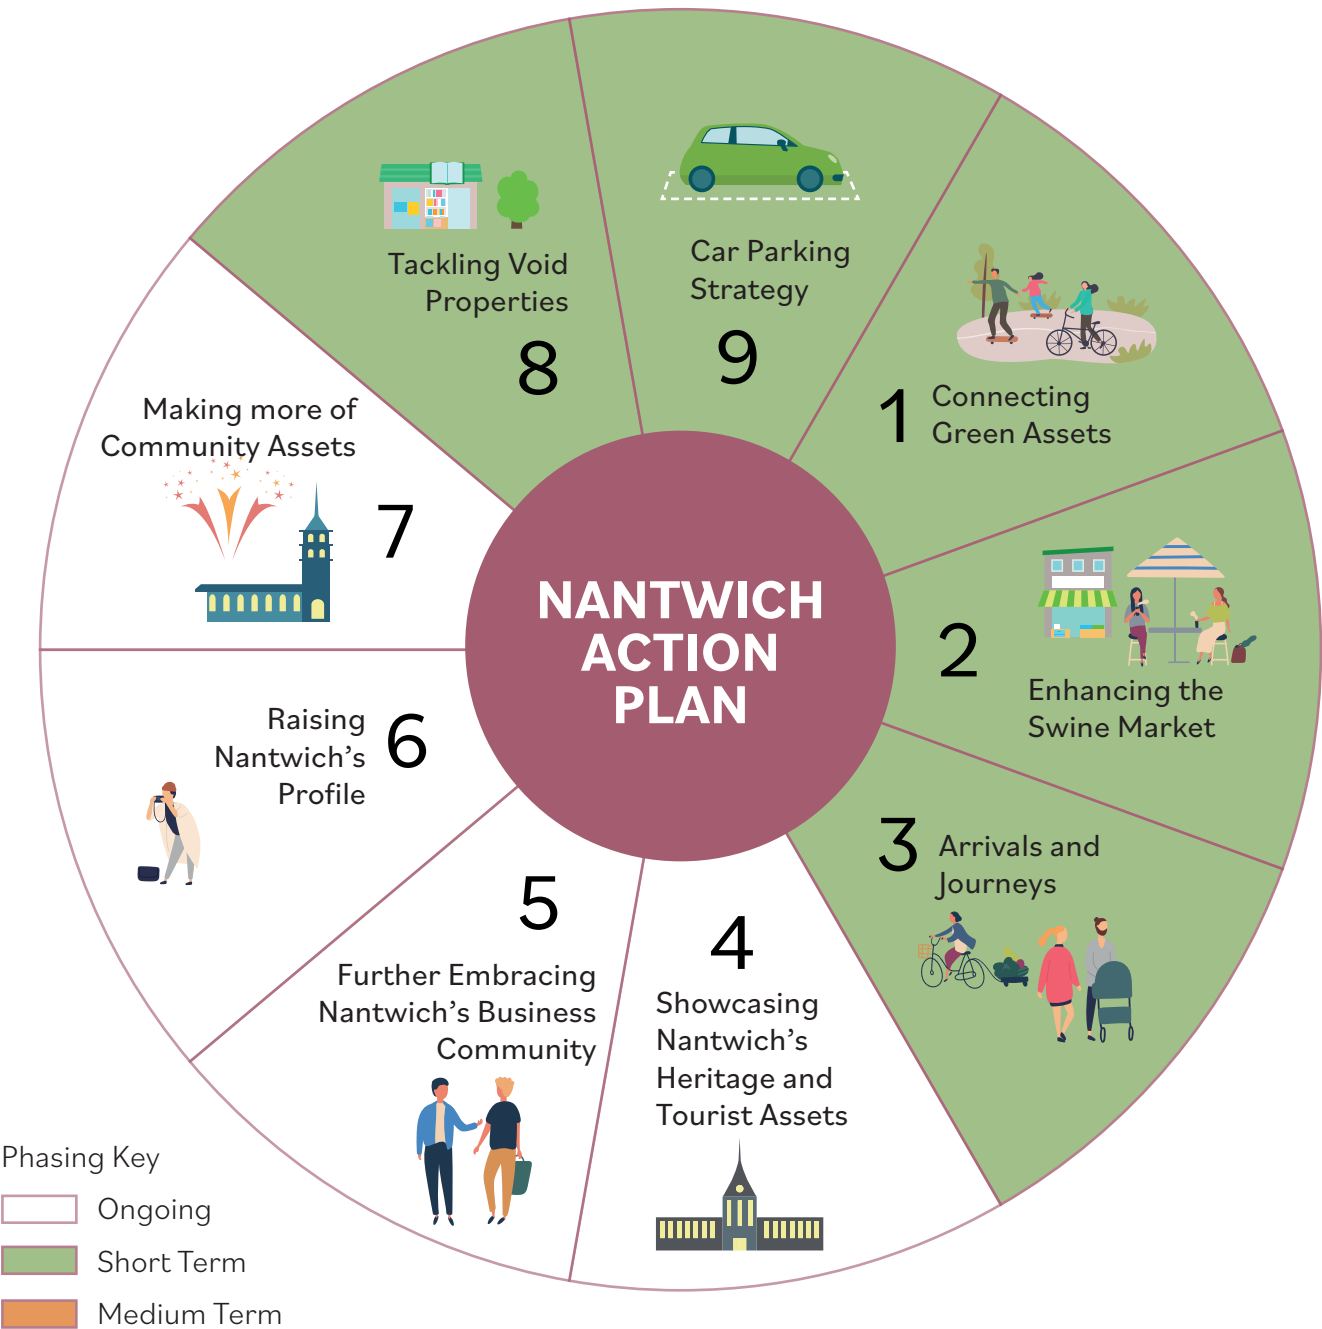 NANTWICH
ACTION
PLAN
1
Connecting
Green Assets
2
Enhancing the
Swine Market
3
Arrivals and
Journeys
4
Showcasing
Nantwich’s
Heritage and
Tourist Assets
5
Further Embracing
Nantwich’s Business
Community
6
Raising
Nantwich’s
Profile
7
Making more of
Community Assets
8
Tackling Void
Properties
9
Car Parking
Strategy
Phasing Key
Ongoing
Short Term
Medium Term